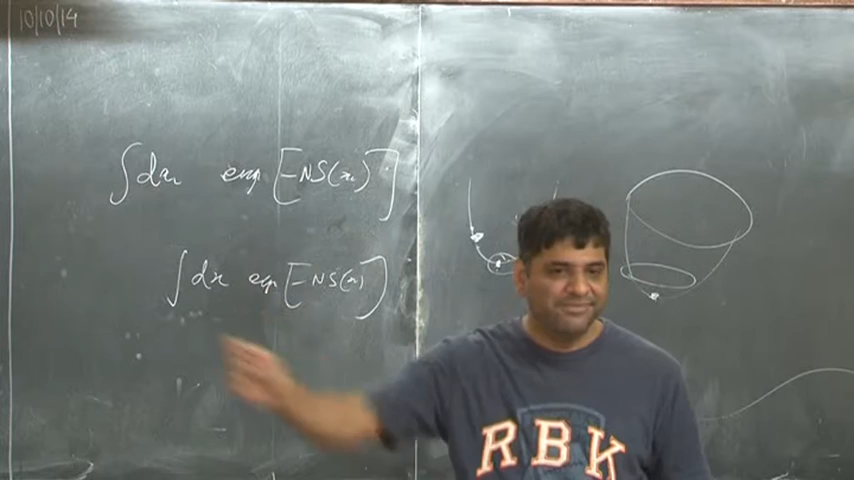 10/10/14
∫dx exp[-NS(x)]
∫dx exp[-NS(x)]
RBK